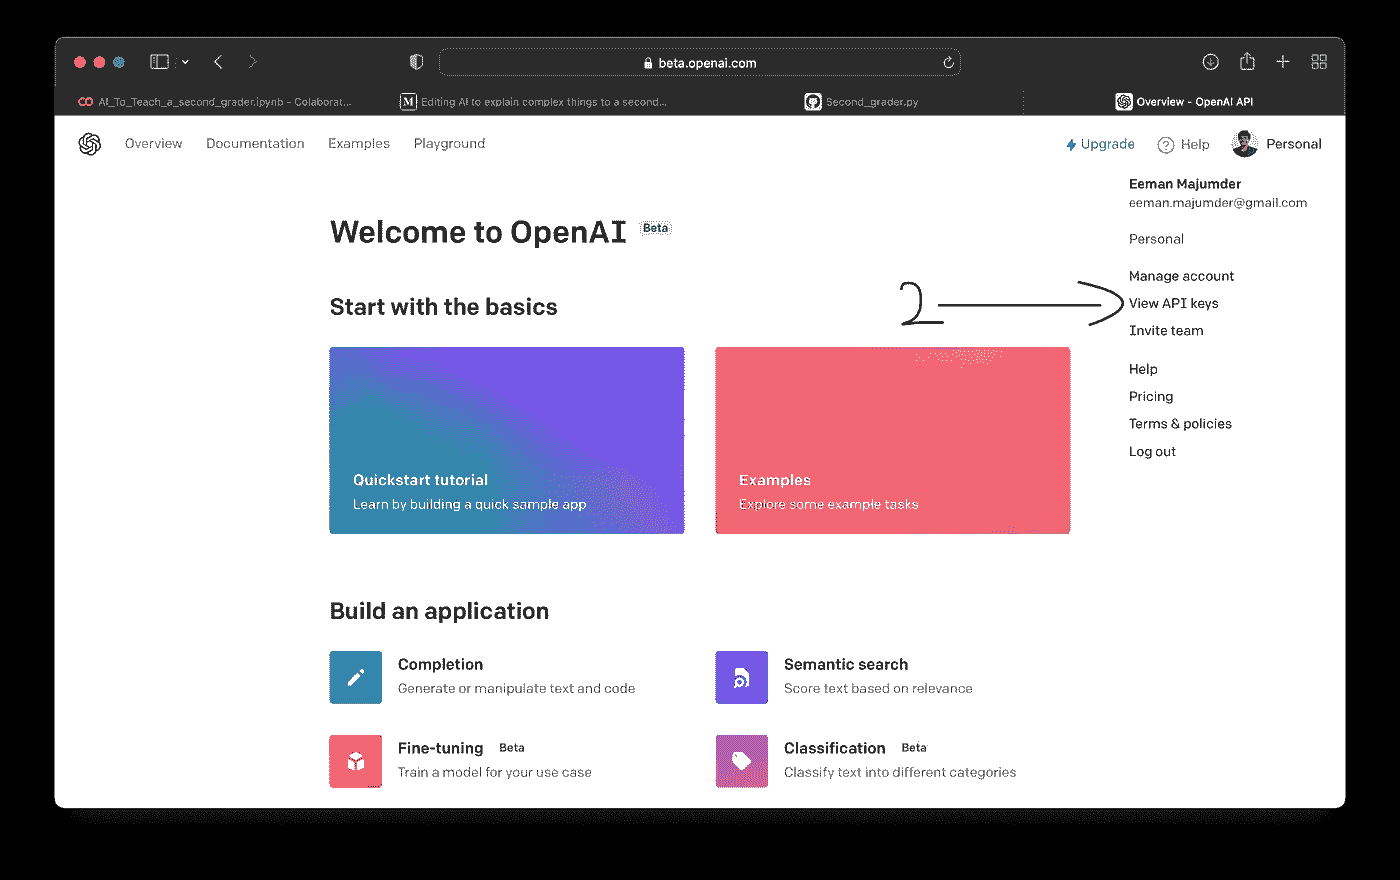 beta.openai.com
AI_To_Teach_a_second_grader.ipynb - Colaborat...
M Editing AI to explain complex things to a second...
Second_grader.py
Overview - OpenAI API
Overview Documentation Examples Playground
Upgrade
? Help
Personal
Eeman Majumder
eeman.majumder@gmail.com
Personal
Manage account
View API keys
Invite team
Help
Pricing
Terms & policies
Log out
2
Welcome to OpenAI Beta
Start with the basics
Quickstart tutorial
Learn by building a quick sample app
Examples
Explore some example tasks
Build an application
Completion
Generate or manipulate text and code
Semantic search
Score text based on relevance
Fine-tuning Beta
Train a model for your use case
Classification Beta
Classify text into different categories